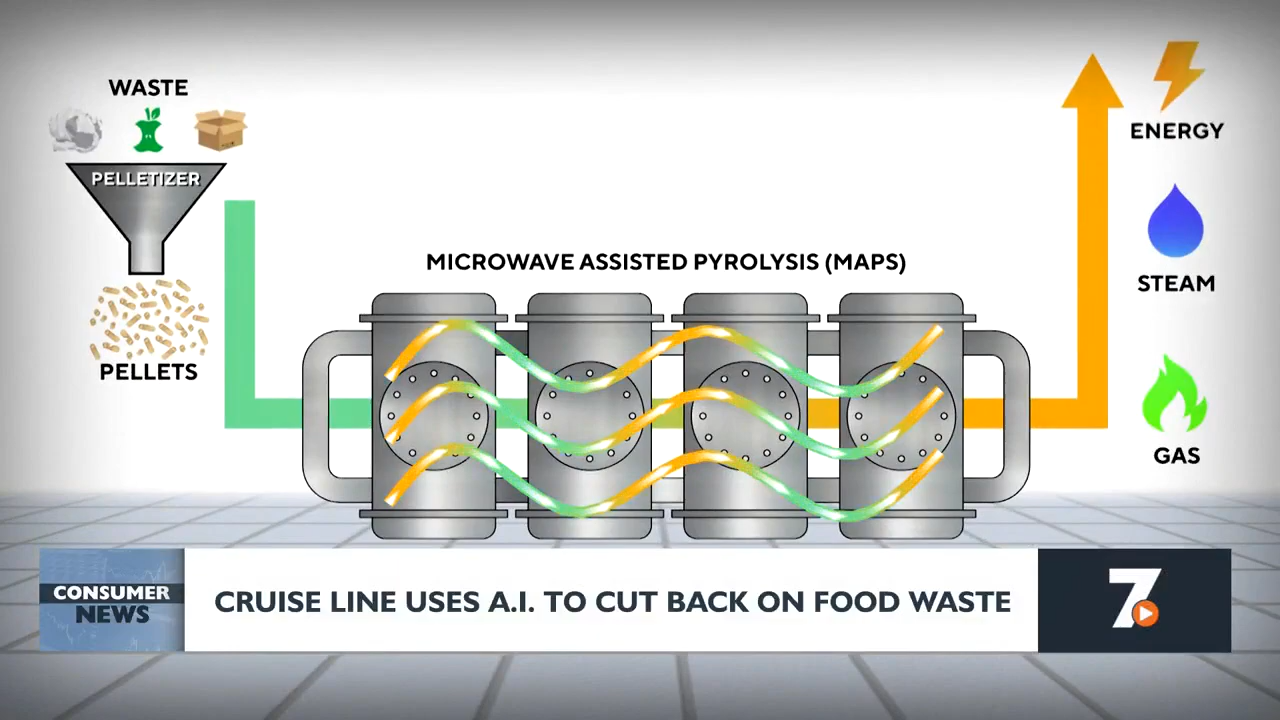 WASTE
PELLETIZER
PELLETS
MICROWAVE ASSISTED PYROLYSIS (MAPS)
ENERGY
STEAM
GAS
CONSUMER
NEWS
CRUISE LINE USES A.I. TO CUT BACK ON FOOD WASTE
7